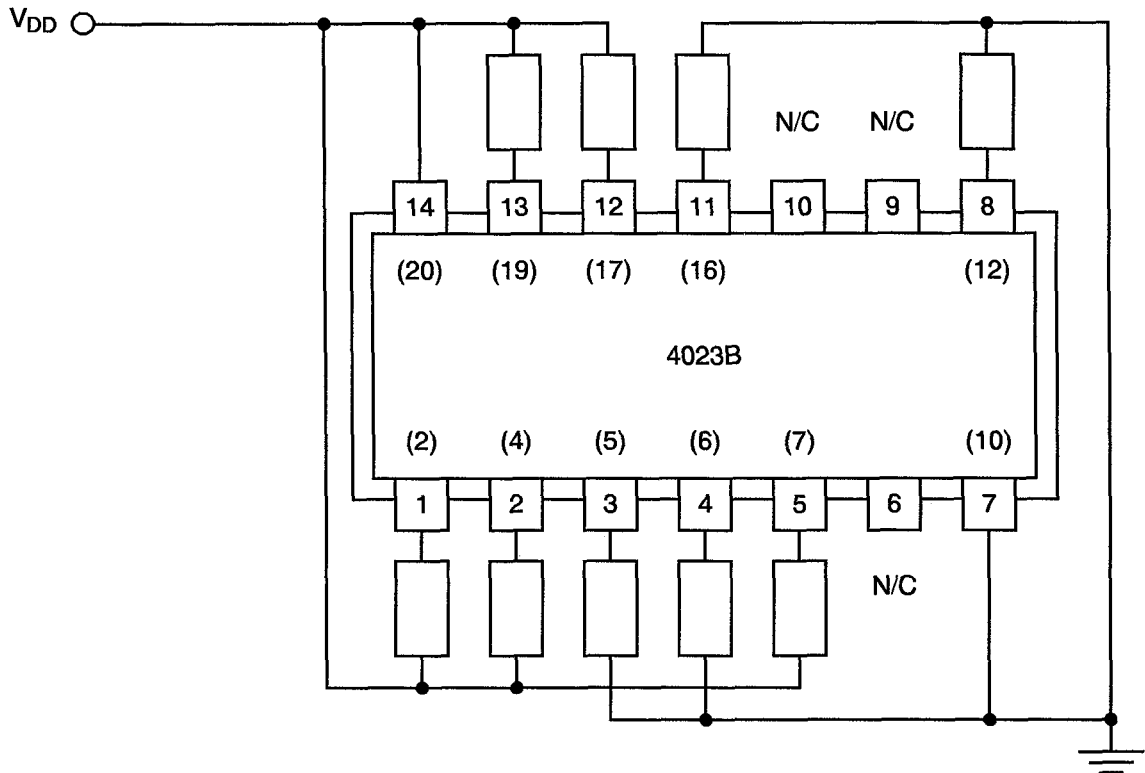 VDD
N/C N/C
14 13 12 11 10 9 8
(20) (19) (17) (16) (12)
4023B
(2) (4) (5) (6) (7) (10)
1 2 3 4 5 6 7
N/C